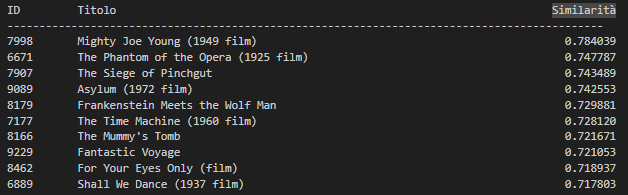 ID Titolo Similarità
--------------------------------------------------------------------------------
7998 Mighty Joe Young (1949 film) 0.784039
6671 The Phantom of the Opera (1925 film) 0.747787
7907 The Siege of Pinchgut 0.743489
9089 Asylum (1972 film) 0.742553
8179 Frankenstein Meets the Wolf Man 0.729881
7177 The Time Machine (1960 film) 0.728120
8166 The Mummy's Tomb 0.721671
9229 Fantastic Voyage 0.721053
8462 For Your Eyes Only (film) 0.718937
6889 Shall We Dance (1937 film) 0.717803